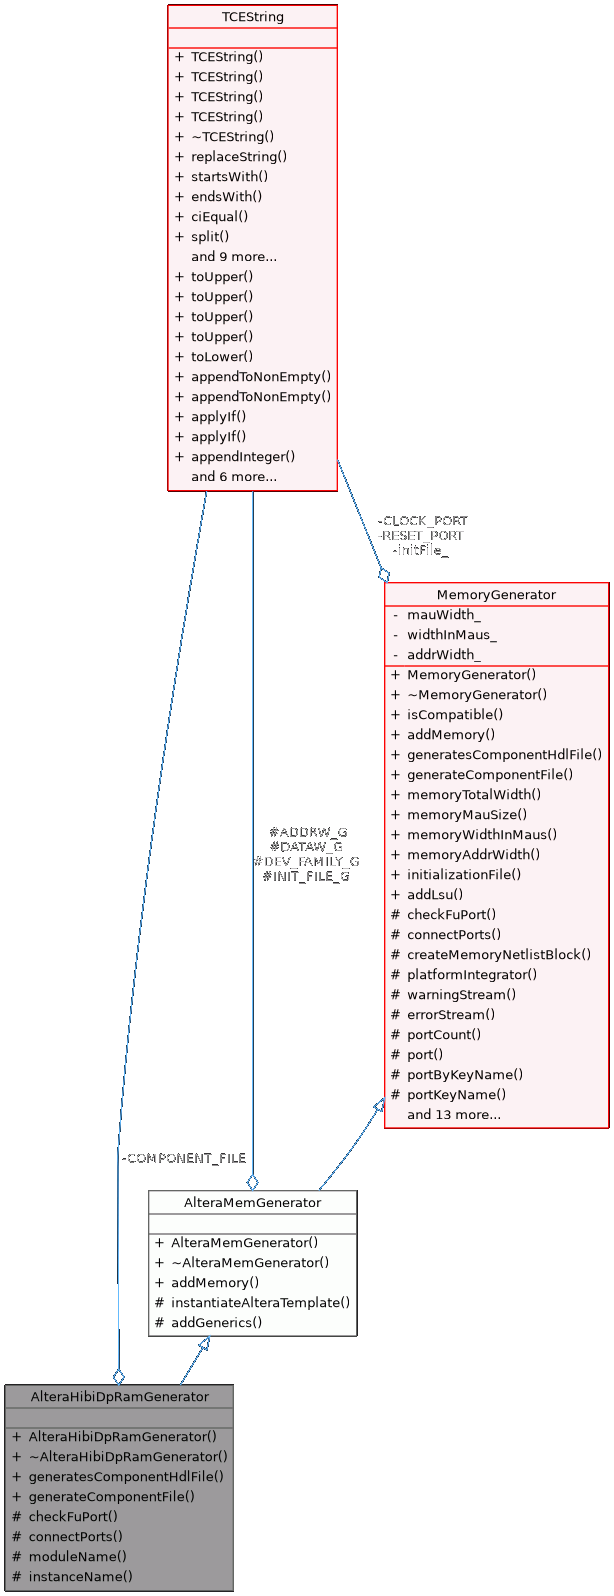 TCEString
+ TCEString()
+ TCEString()
+ TCEString()
+ TCEString()
+ ~TCEString()
+ replaceString()
+ startsWith()
+ endsWith()
+ ciEqual()
+ split()
and 9 more...
+ toUpper()
+ toUpper()
+ toUpper()
+ toUpper()
+ toLower()
+ appendToNonEmpty()
+ appendToNonEmpty()
+ applyIf()
+ applyIf()
+ appendInteger()
and 6 more...
-CLOCK_PORT
-RESET_PORT
-initFile_
MemoryGenerator
- mauWidth_
- widthInMaus_
- addrWidth_
+ MemoryGenerator()
+ ~MemoryGenerator()
+ isCompatible()
+ addMemory()
+ generatesComponentHdlFile()
+ generateComponentFile()
+ memoryTotalWidth()
+ memoryMauSize()
+ memoryWidthInMaus()
+ memoryAddrWidth()
+ initializationFile()
+ addLsu()
# checkFuPort()
# connectPorts()
# createMemoryNetlistBlock()
# platformIntegrator()
# warningStream()
# errorStream()
# portCount()
# port()
# portByKeyName()
# portKeyName()
and 13 more...
#ADDRW_G
#DATAW_G
#DEV_FAMILY_G
#INIT_FILE_G
-COMPONENT_FILE
AlteraMemGenerator
+ AlteraMemGenerator()
+ ~AlteraMemGenerator()
+ addMemory()
# instantiateAlteraTemplate()
# addGenerics()
AlteraHibiDpRamGenerator
+ AlteraHibiDpRamGenerator()
+ ~AlteraHibiDpRamGenerator()
+ generatesComponentHdlFile()
+ generateComponentFile()
# checkFuPort()
# connectPorts()
# moduleName()
# instanceName()